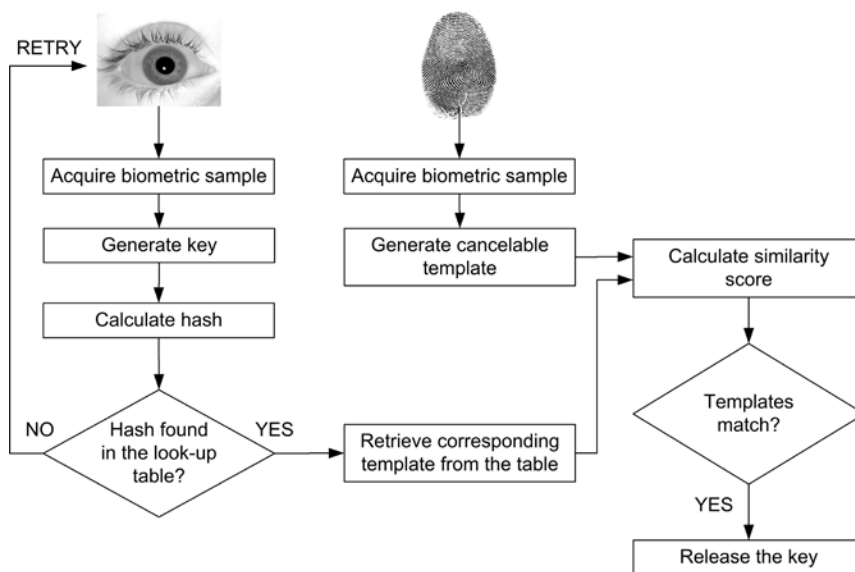 RETRY
Acquire biometric sample
Generate key
Calculate hash
NO
Hash found
in the look-up
table?
YES
Acquire biometric sample
Generate cancelable
template
Retrieve corresponding
template from the table
Calculate similarity
score
Templates
match?
YES
Release the key